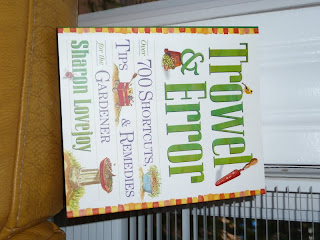 Trowel
& Error
Over 700 SHORTCUTS,
TIPS & REMEDIES
for the GARDENER
Sharon Lovejoy